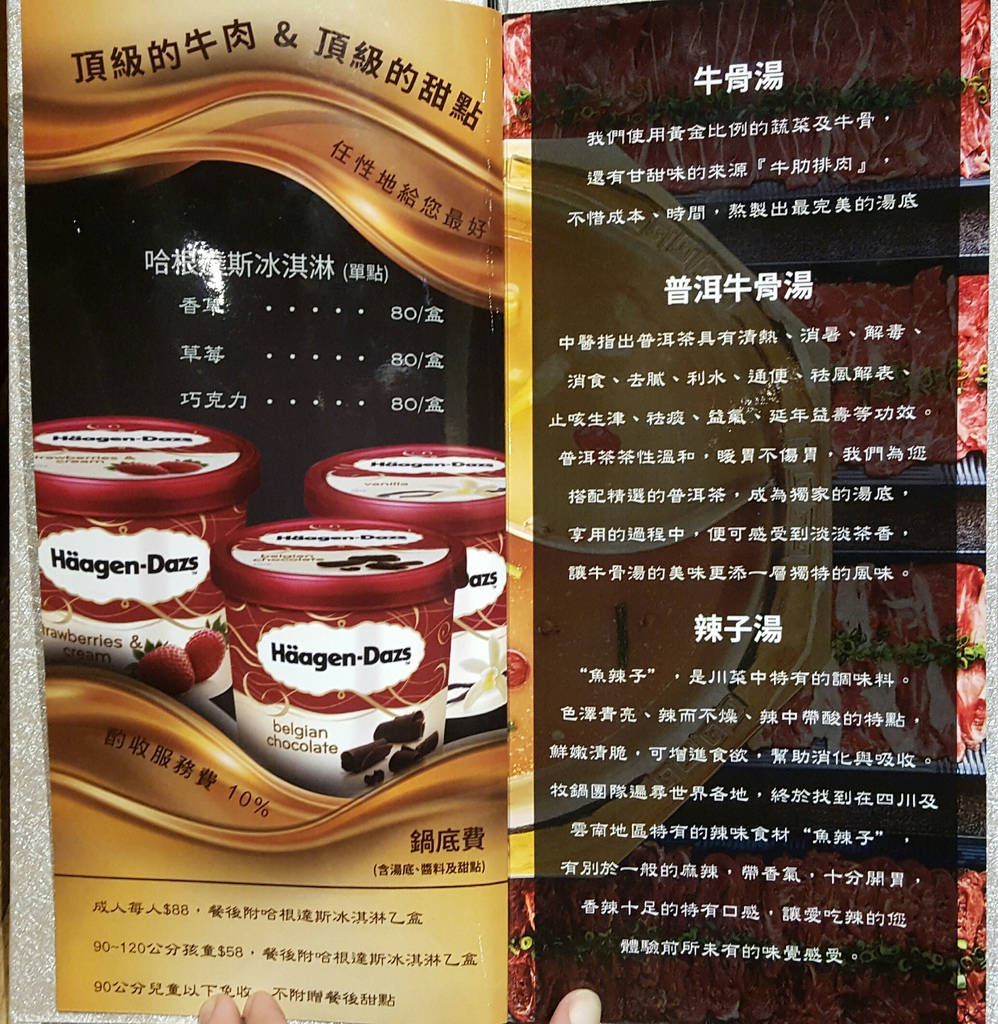 頂級的牛肉 & 頂級的甜點
任性地給您最好
哈根達斯冰淇淋 (單點)
香草 ····· 80/盒
草莓 ····· 80/盒
巧克力 ····· 80/盒
Häagen-Dazs
strawberries &
cream
Häagen-Dazs
vanilla
Häagen-Dazs
belgian
chocolate
Häagen-Dazs
trawberries &
cream
azs
Häagen-Dazs
belgian
chocolate
酌收服務費 10%
鍋底費
(含湯底、醬料及甜點)
成人每人$88，餐後附哈根達斯冰淇淋乙盒
90~120公分孩童$58，餐後附哈根達斯冰淇淋乙盒
90公分兒童以下免收，不附贈餐後甜點
牛骨湯
我們使用黃金比例的蔬菜及牛骨，
還有甘甜味的來源『牛肋排肉』，
不惜成本、時間，熬製出最完美的湯底
普洱牛骨湯
中醫指出普洱茶具有清熱、消暑、解毒、
消食、去膩、利水、通便、祛風解表、
止咳生津、祛痰、益氣、延年益壽等功效。
普洱茶茶性溫和，暖胃不傷胃，我們為您
搭配精選的普洱茶，成為獨家的湯底，
享用的過程中，便可感受到淡淡茶香，
讓牛骨湯的美味更添一層獨特的風味。
辣子湯
“魚辣子”，是川菜中特有的調味料。
色澤青亮、辣而不燥、辣中帶酸的特點，
鮮嫩清脆，可增進食欲，幫助消化與吸收。
牧鍋團隊遍尋世界各地，終於找到在四川及
雲南地區特有的辣味食材“魚辣子”，
有別於一般的麻辣，帶香氣，十分開胃，
香辣十足的特有口感，讓愛吃辣的您
體驗前所未有的味覺感受。